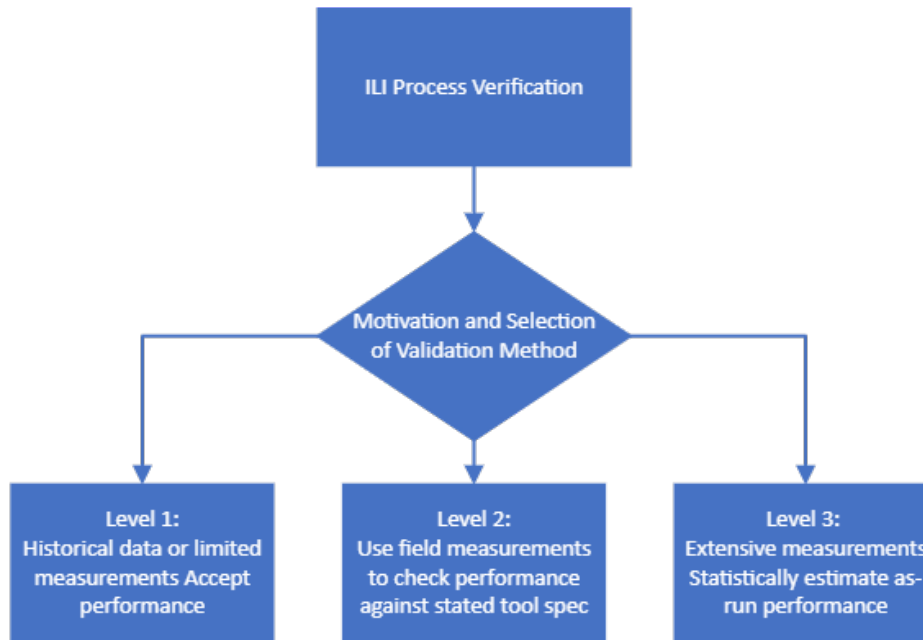 ILI Process Verification
Motivation and Selection
of Validation Method
Level 1:
Historical data or limited
measurements Accept
performance
Level 2:
Use field measurements
to check performance
against stated tool spec
Level 3:
Extensive measurements
Statistically estimate as-
run performance